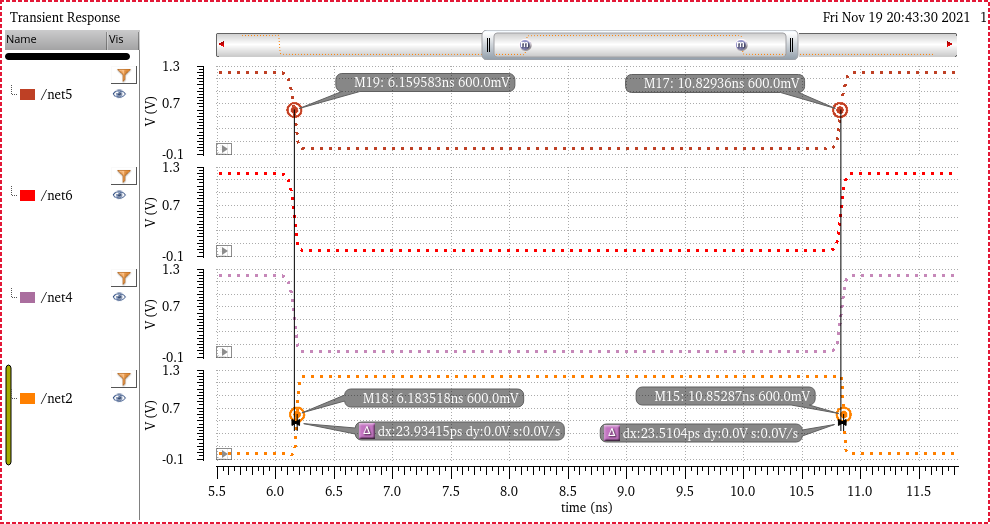 Transient Response
Fri Nov 19 20:43:30 2021 1
Name Vis
/net5
V (V)
1.3
0.7
-0.1
M19: 6.159583ns 600.0mV
M17: 10.82936ns 600.0mV
/net6
V (V)
1.3
0.7
-0.1
/net4
V (V)
1.3
0.7
-0.1
/net2
V (V)
1.3
0.7
-0.1
M18: 6.183518ns 600.0mV
M15: 10.85287ns 600.0mV
Δ dx:23.93415ps dy:0.0V s:0.0V/s
Δ dx:23.5104ps dy:0.0V s:0.0V/s
5.5 6.0 6.5 7.0 7.5 8.0 8.5 9.0 9.5 10.0 10.5 11.0 11.5
time (ns)